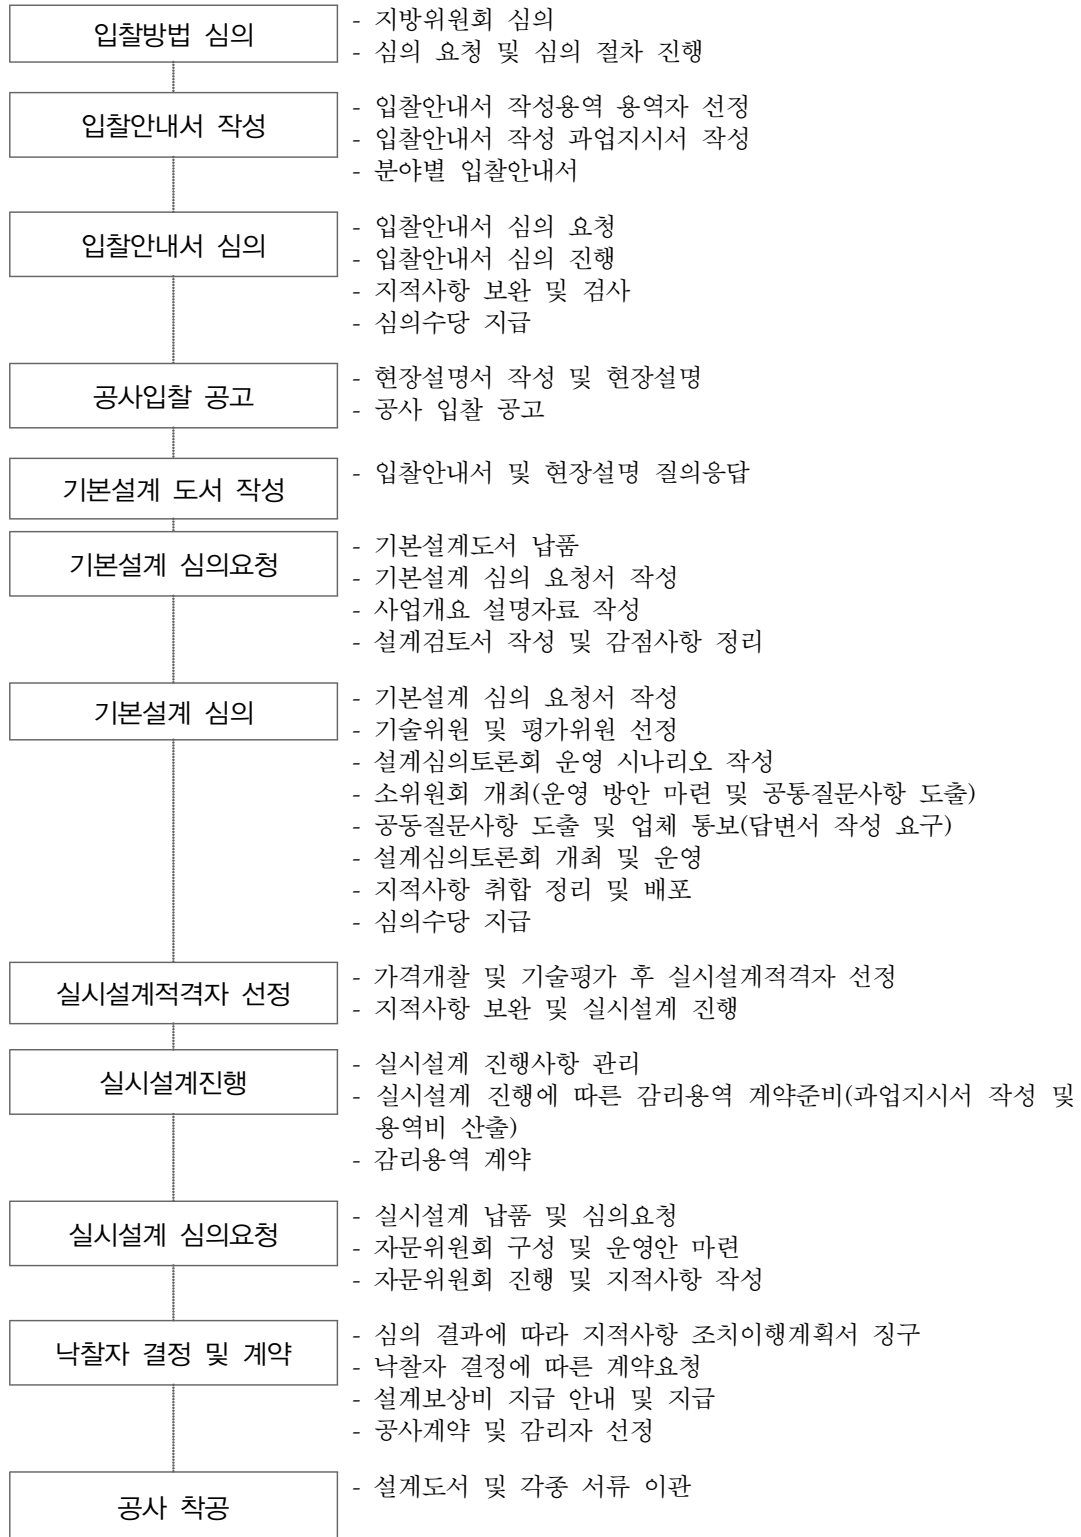 입찰방법 심의
- 지방위원회 심의
- 심의 요청 및 심의 절차 진행
입찰안내서 작성
- 입찰안내서 작성용역 용역자 선정
- 입찰안내서 작성 과업지시서 작성
- 분야별 입찰안내서
입찰안내서 심의
- 입찰안내서 심의 요청
- 입찰안내서 심의 진행
- 지적사항 보완 및 검사
- 심의수당 지급
공사입찰 공고
- 현장설명서 작성 및 현장설명
- 공사 입찰 공고
기본설계 도서 작성
- 입찰안내서 및 현장설명 질의응답
기본설계 심의요청
- 기본설계도서 납품
- 기본설계 심의 요청서 작성
- 사업개요 설명자료 작성
- 설계검토서 작성 및 감점사항 정리
기본설계 심의
- 기본설계 심의 요청서 작성
- 기술위원 및 평가위원 선정
- 설계심의토론회 운영 시나리오 작성
- 소위원회 개최(운영 방안 마련 및 공통질문사항 도출)
- 공동질문사항 도출 및 업체 통보(답변서 작성 요구)
- 설계심의토론회 개최 및 운영
- 지적사항 취합 정리 및 배포
- 심의수당 지급
실시설계적격자 선정
- 가격개찰 및 기술평가 후 실시설계적격자 선정
- 지적사항 보완 및 실시설계 진행
실시설계진행
- 실시설계 진행사항 관리
- 실시설계 진행에 따른 감리용역 계약준비(과업지시서 작성 및
용역비 산출)
- 감리용역 계약
실시설계 심의요청
- 실시설계 납품 및 심의요청
- 자문위원회 구성 및 운영안 마련
- 자문위원회 진행 및 지적사항 작성
낙찰자 결정 및 계약
- 심의 결과에 따라 지적사항 조치이행계획서 징구
- 낙찰자 결정에 따른 계약요청
- 설계보상비 지급 안내 및 지급
- 공사계약 및 감리자 선정
공사 착공
- 설계도서 및 각종 서류 이관